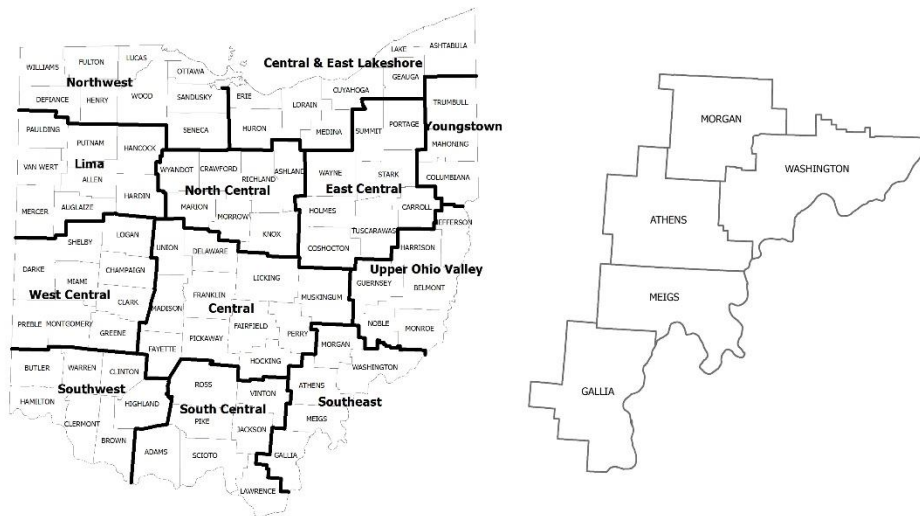 LAKE
ASHTABULA
WILLIAMS
FULTON
LUCAS
OTTAWA
Central & East Lakeshore
GEAUGA
Northwest
CUYAHOGA
DEFIANCE
HENRY
WOOD
SANDUSKY
ERIE
LORAIN
TRUMBULL
PAULDING
SENECA
HURON
MEDINA
SUMMIT
PORTAGE
Youngstown
PUTNAM
HANCOCK
MAHONING
VAN WERT
Lima
ALLEN
WYANDOT
CRAWFORD
RICHLAND
ASHLAND
WAYNE
STARK
COLUMBIANA
North Central
East Central
HARDIN
MERCER
AUGLAIZE
MARION
MORROW
HOLMES
CARROLL
JEFFERSON
KNOX
TUSCARAWAS
LOGAN
SHELBY
UNION
DELAWARE
COSHOCTON
HARRISON
DARKE
CHAMPAIGN
LICKING
Upper Ohio Valley
MIAMI
MUSKINGUM
GUERNSEY
BELMONT
West Central
CLARK
FRANKLIN
MADISON
Central
PREBLE
MONTGOMERY
GREENE
FAIRFIELD
PERRY
NOBLE
MONROE
FAYETTE
PICKAWAY
MORGAN
HOCKING
WASHINGTON
BUTLER
WARREN
CLINTON
ROSS
VINTON
ATHENS
Southwest
Southeast
HAMILTON
HIGHLAND
South Central
MEIGS
CLERMONT
PIKE
JACKSON
BROWN
ADAMS
SCIOTO
GALLIA
LAWRENCE
MORGAN
WASHINGTON
ATHENS
MEIGS
GALLIA